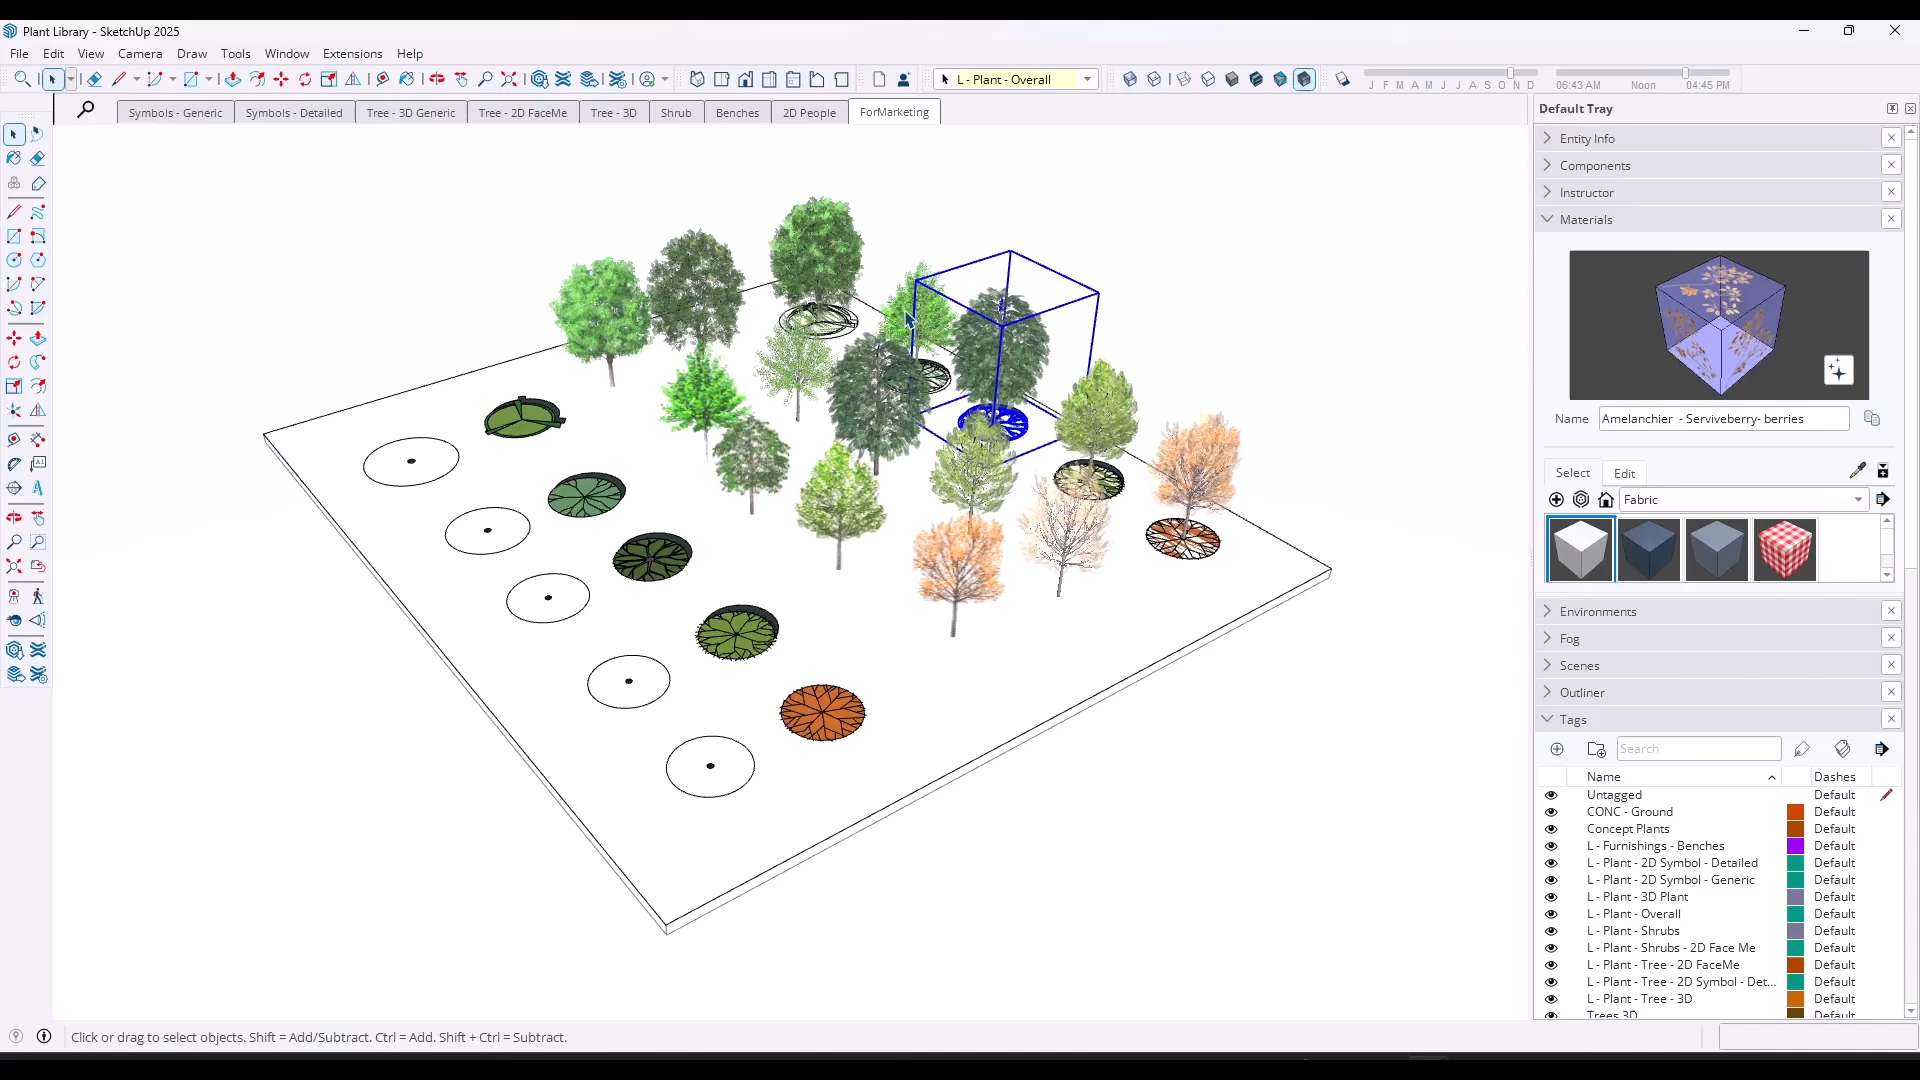 Plant Library - SketchUp 2025
File Edit View Camera Draw Tools Window Extensions Help
L - Plant - Overall
J F M A M J J A S O N D 06:43 AM Noon 04:45 PM
Symbols - Generic Symbols - Detailed Tree - 3D Generic Tree - 2D FaceMe Tree - 3D Shrub Benches 2D People ForMarketing
Default Tray
Entity Info
Components
Instructor
Materials
Name Amelanchier - Serviveberry- berries
Select Edit
Fabric
Environments
Fog
Scenes
Outliner
Tags
Search
Name Dashes
Untagged Default
CONC - Ground Default
Concept Plants Default
L - Furnishings - Benches Default
L - Plant - 2D Symbol - Detailed Default
L - Plant - 2D Symbol - Generic Default
L - Plant - 3D Plant Default
L - Plant - Overall Default
L - Plant - Shrubs Default
L - Plant - Shrubs - 2D Face Me Default
L - Plant - Tree - 2D FaceMe Default
L - Plant - Tree - 2D Symbol - Det... Default
L - Plant - Tree - 3D Default
Trees 3D Default
Click or drag to select objects. Shift = Add/Subtract. Ctrl = Add. Shift + Ctrl = Subtract.